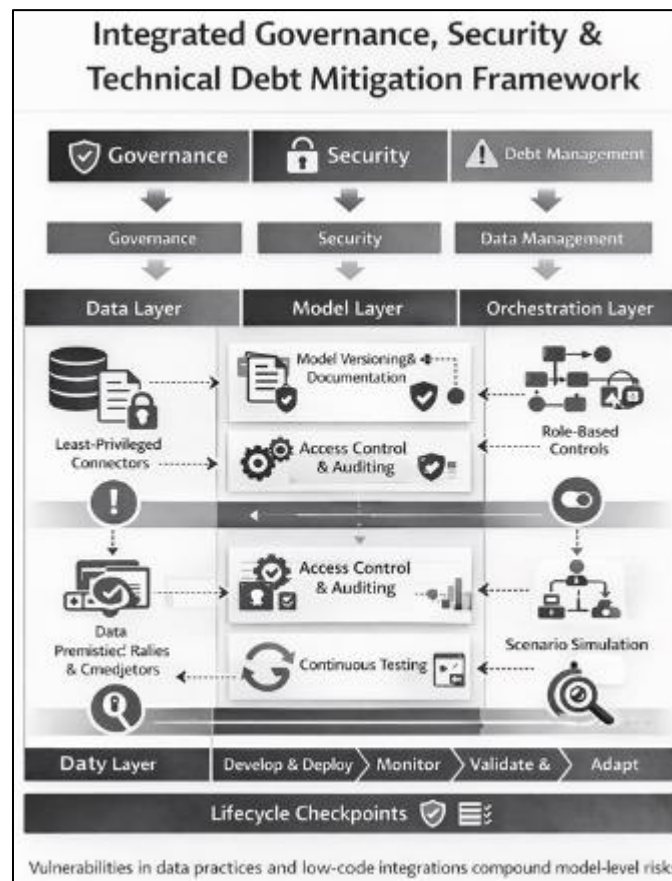 Integrated Governance, Security &
Technical Debt Mitigation Framework
Governance
Security
Debt Management
Governance
Security
Data Management
Data Layer
Model Layer
Orchestration Layer
Model Versioning&
Documentation
Least-Privileged
Connectors
Access Control
& Auditing
Role-Based
Controls
Access Control
& Auditing
Data
Premistiec! Ralies
& Cmedjetors
Continuous Testing
Scenario Simulation
Daty Layer
Develop & Deploy
Monitor
Validate &
Adapt
Lifecycle Checkpoints
Vulnerabilities in data practices and low-code integrations compound model-level risk